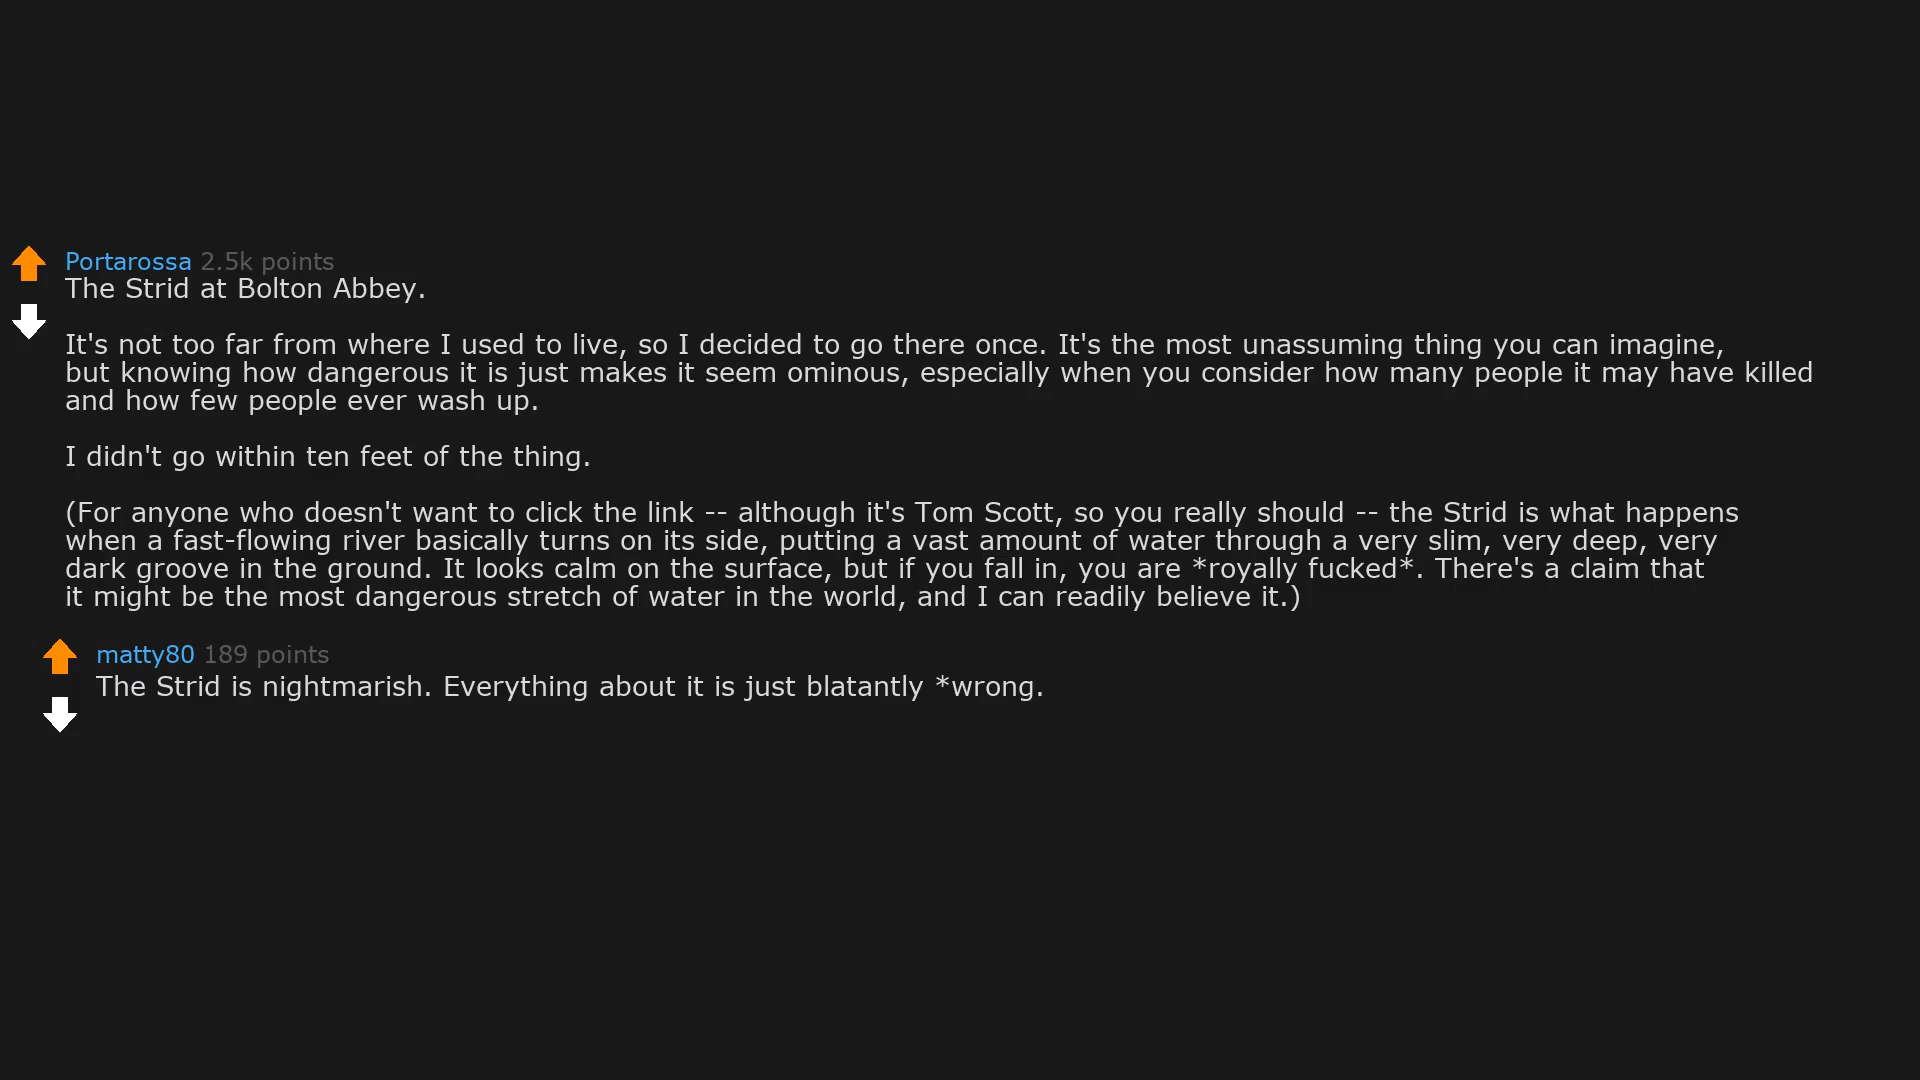 Portarossa 2.5k points
The Strid at Bolton Abbey.
It's not too far from where I used to live, so I decided to go there once. It's the most unassuming thing you can imagine,
but knowing how dangerous it is just makes it seem ominous, especially when you consider how many people it may have killed
and how few people ever wash up.
I didn't go within ten feet of the thing.
(For anyone who doesn't want to click the link -- although it's Tom Scott, so you really should -- the Strid is what happens
when a fast-flowing river basically turns on its side, putting a vast amount of water through a very slim, very deep, very
dark groove in the ground. It looks calm on the surface, but if you fall in, you are *royally fucked*. There's a claim that
it might be the most dangerous stretch of water in the world, and I can readily believe it.)
matty80 189 points
The Strid is nightmarish. Everything about it is just blatantly *wrong.